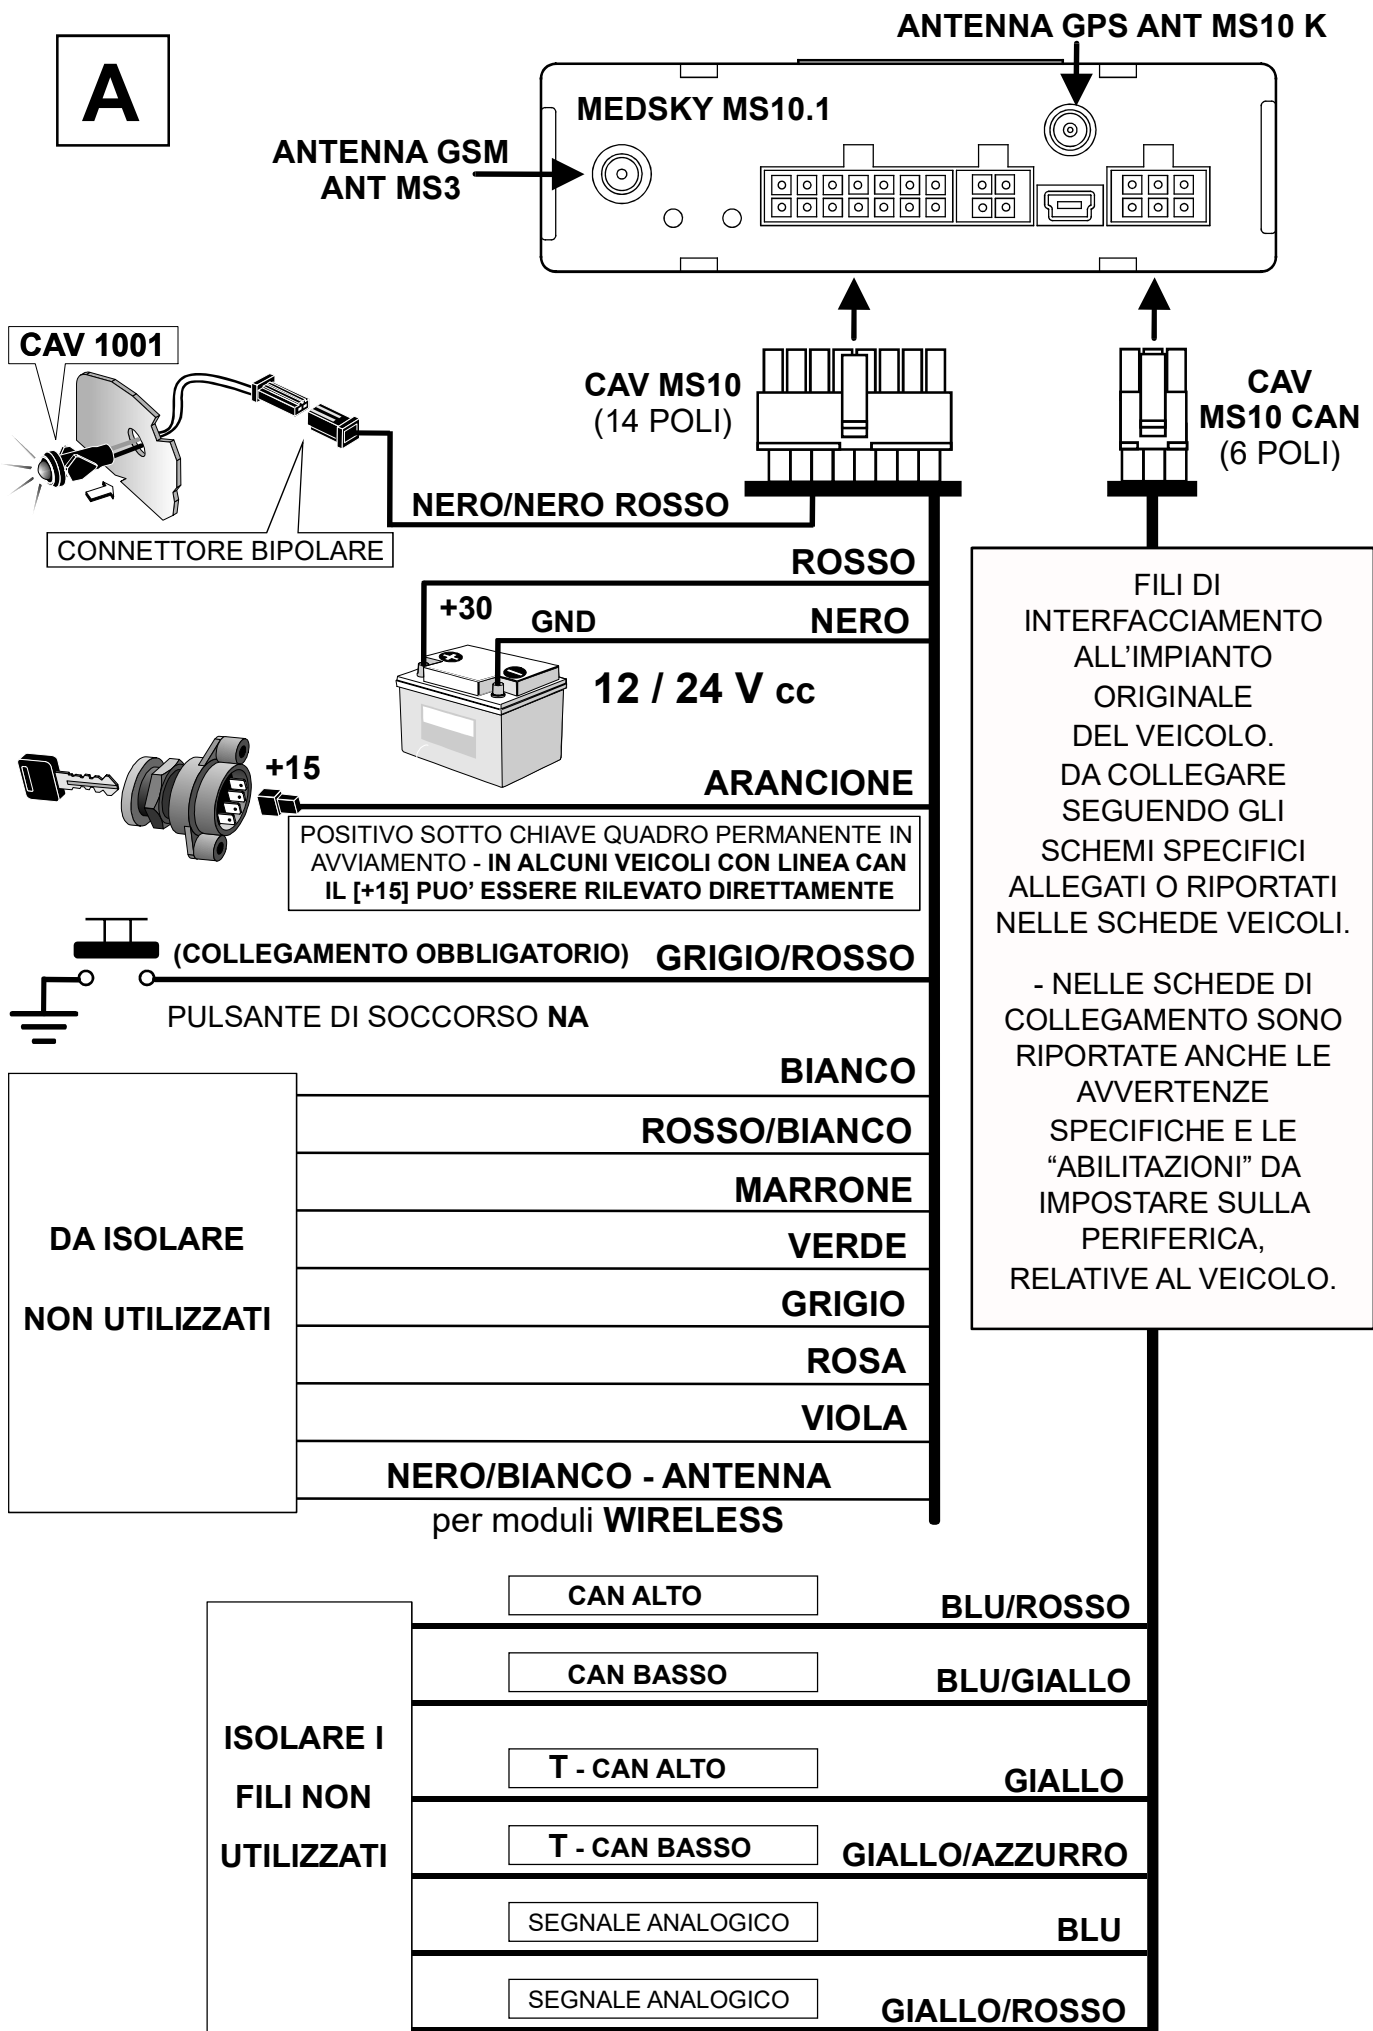 A
ANTENNA GPS ANT MS10 K
MEDSKY MS10.1
ANTENNA GSM
ANT MS3
CAV 1001
CAV MS10
(14 POLI)
CAV
MS10 CAN
(6 POLI)
NERO/NERO ROSSO
CONNETTORE BIPOLARE
ROSSO
+30
GND
NERO
12 / 24 V cc
+15
ARANCIONE
POSITIVO SOTTO CHIAVE QUADRO PERMANENTE IN
AVVIAMENTO - IN ALCUNI VEICOLI CON LINEA CAN
IL [+15] PUO' ESSERE RILEVATO DIRETTAMENTE
(COLLEGAMENTO OBBLIGATORIO)
GRIGIO/ROSSO
PULSANTE DI SOCCORSO NA
FILI DI
INTERFACCIAMENTO
ALL'IMPIANTO
ORIGINALE
DEL VEICOLO.
DA COLLEGARE
SEGUENDO GLI
SCHEMI SPECIFICI
ALLEGATI O RIPORTATI
NELLE SCHEDE VEICOLI.
- NELLE SCHEDE DI
COLLEGAMENTO SONO
RIPORTATE ANCHE LE
AVVERTENZE
SPECIFICHE E LE
“ABILITAZIONI” DA
IMPOSTARE SULLA
PERIFERICA,
RELATIVE AL VEICOLO.
DA ISOLARE
NON UTILIZZATI
BIANCO
ROSSO/BIANCO
MARRONE
VERDE
GRIGIO
ROSA
VIOLA
NERO/BIANCO - ANTENNA
per moduli WIRELESS
ISOLARE I
FILI NON
UTILIZZATI
CAN ALTO
BLU/ROSSO
CAN BASSO
BLU/GIALLO
T - CAN ALTO
GIALLO
T - CAN BASSO
GIALLO/AZZURRO
SEGNALE ANALOGICO
BLU
SEGNALE ANALOGICO
GIALLO/ROSSO